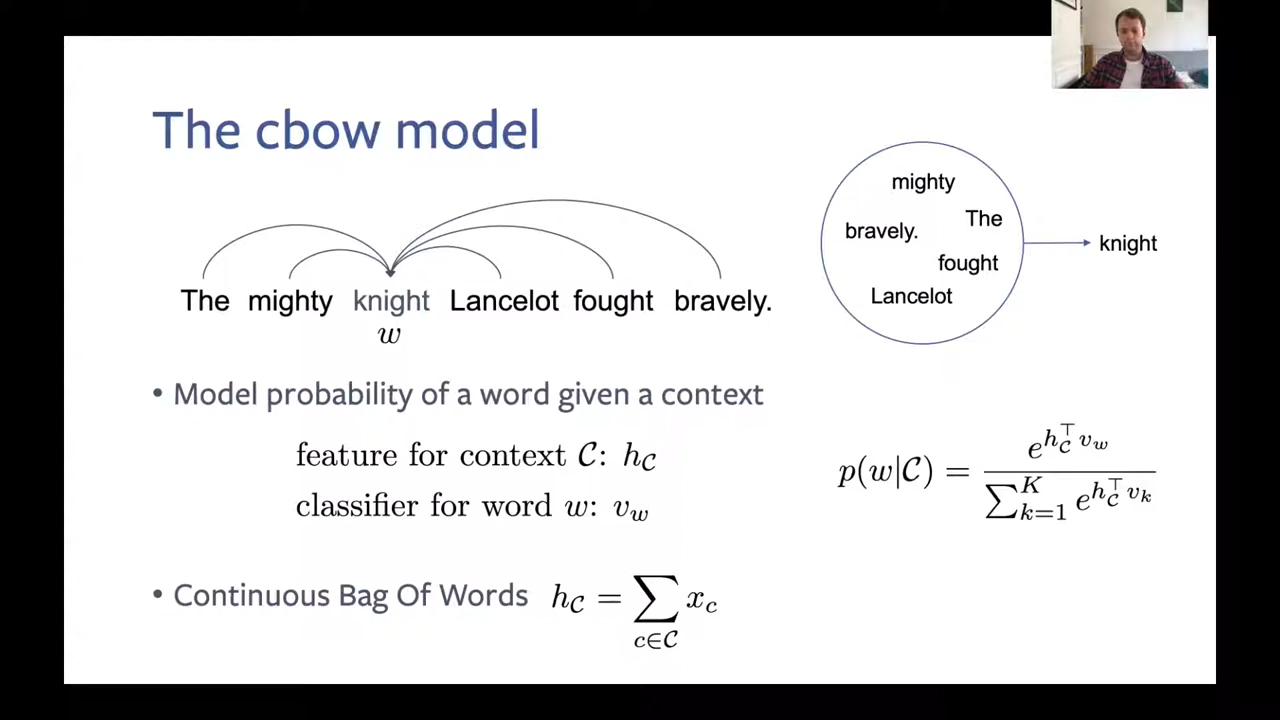 The cbow model
The mighty knight Lancelot fought bravely.
w
mighty
The
bravely.
fought
Lancelot
knight
• Model probability of a word given a context
feature for context 𝒞: h_𝒞
classifier for word w: v_w
p(w|𝒞) = e^{h_𝒞^⊤ v_w} / ∑_{k=1}^{K} e^{h_𝒞^⊤ v_k}
• Continuous Bag Of Words h_𝒞 = ∑_{c∈𝒞} x_c